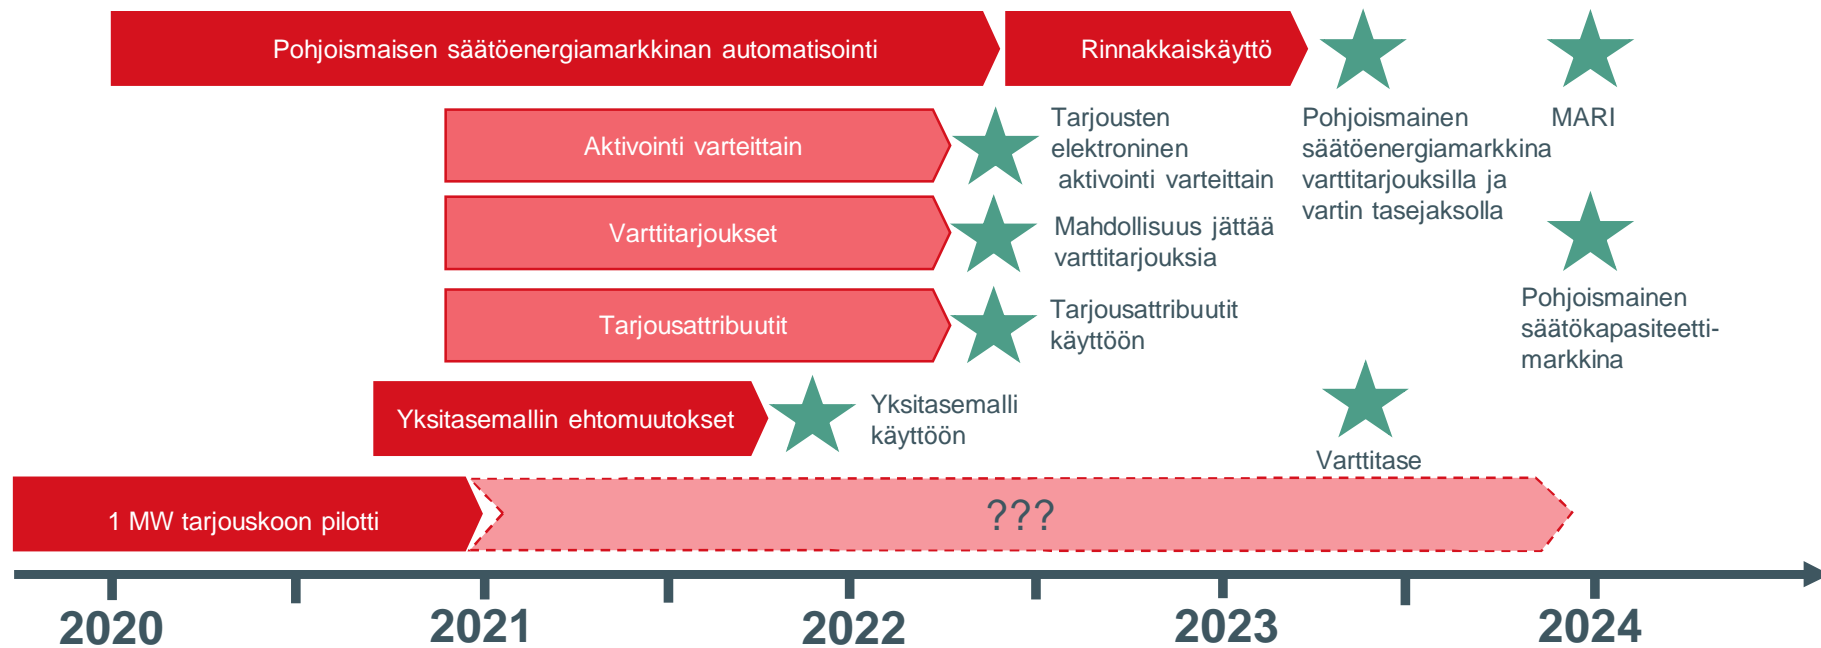 Pohjoismaisen säätöenergiamarkkinan automatisointi
Rinnakkaiskäyttö
Aktivointi varteittain
Tarjousten
elektroninen
aktivointi varteittain
Pohjoismainen
säätöenergiamarkkina
varttitarjouksilla ja
vartin tasejaksolla
MARI
Varttitarjoukset
Mahdollisuus jättää
varttitarjouksia
Tarjousattribuutit
Tarjousattribuutit
käyttöön
Pohjoismainen
säätökapasiteetti-
markkina
Yksitasemallin ehtomuutokset
Yksitasemalli
käyttöön
Varttitase
1 MW tarjouskoon pilotti
???
2020
2021
2022
2023
2024